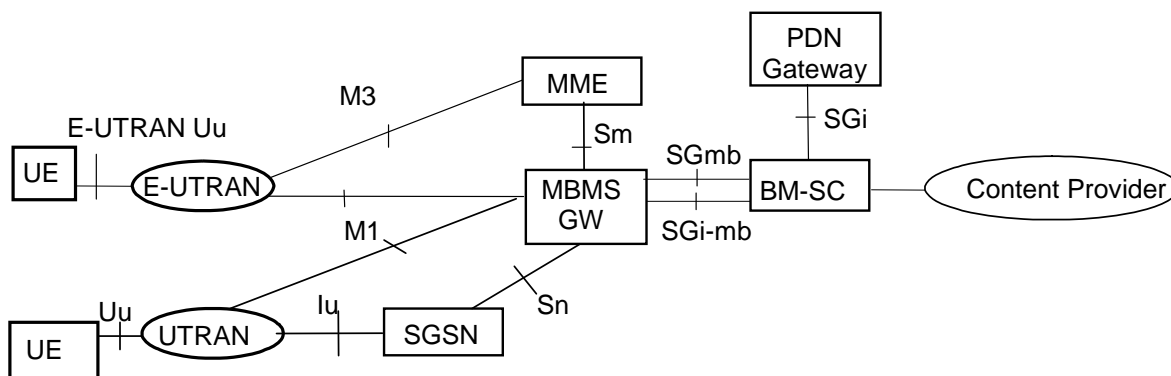 PDN
Gateway
MME
M3
SGi
E-UTRAN Uu
Sm
SGmb
UE
E-UTRAN
MBMS
GW
BM-SC
Content Provider
M1
SGi-mb
Uu
Iu
Sn
UE
UTRAN
SGSN